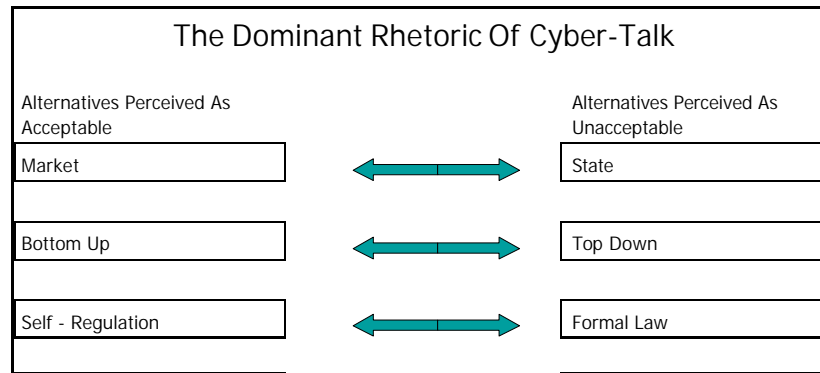 The Dominant Rhetoric Of Cyber-Talk
Alternatives Perceived As
Acceptable
Alternatives Perceived As
Unacceptable
Market
State
Bottom Up
Top Down
Self - Regulation
Formal Law